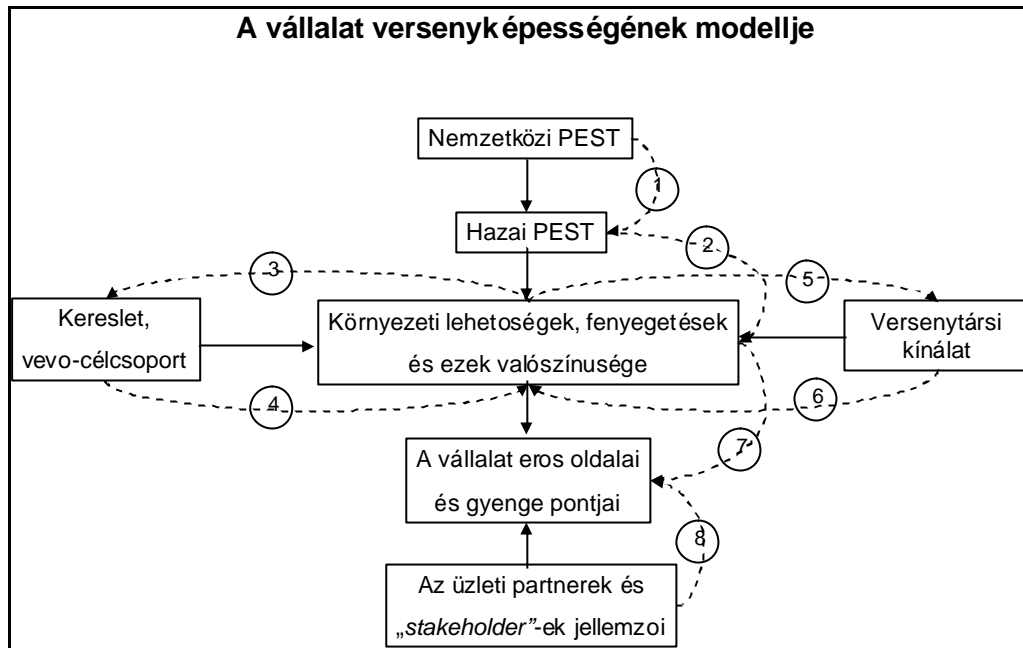 A vállalat versenyképességének modellje
Nemzetközi PEST
1
Hazai PEST
2
3
5
Kereslet,
vevo-célcsoport
Környezeti lehetoségek, fenyegetések
és ezek valószínusége
Versenytársi
kínálat
4
6
7
A vállalat eros oldalai
és gyenge pontjai
8
Az üzleti partnerek és
„stakeholder”-ek jellemzoi